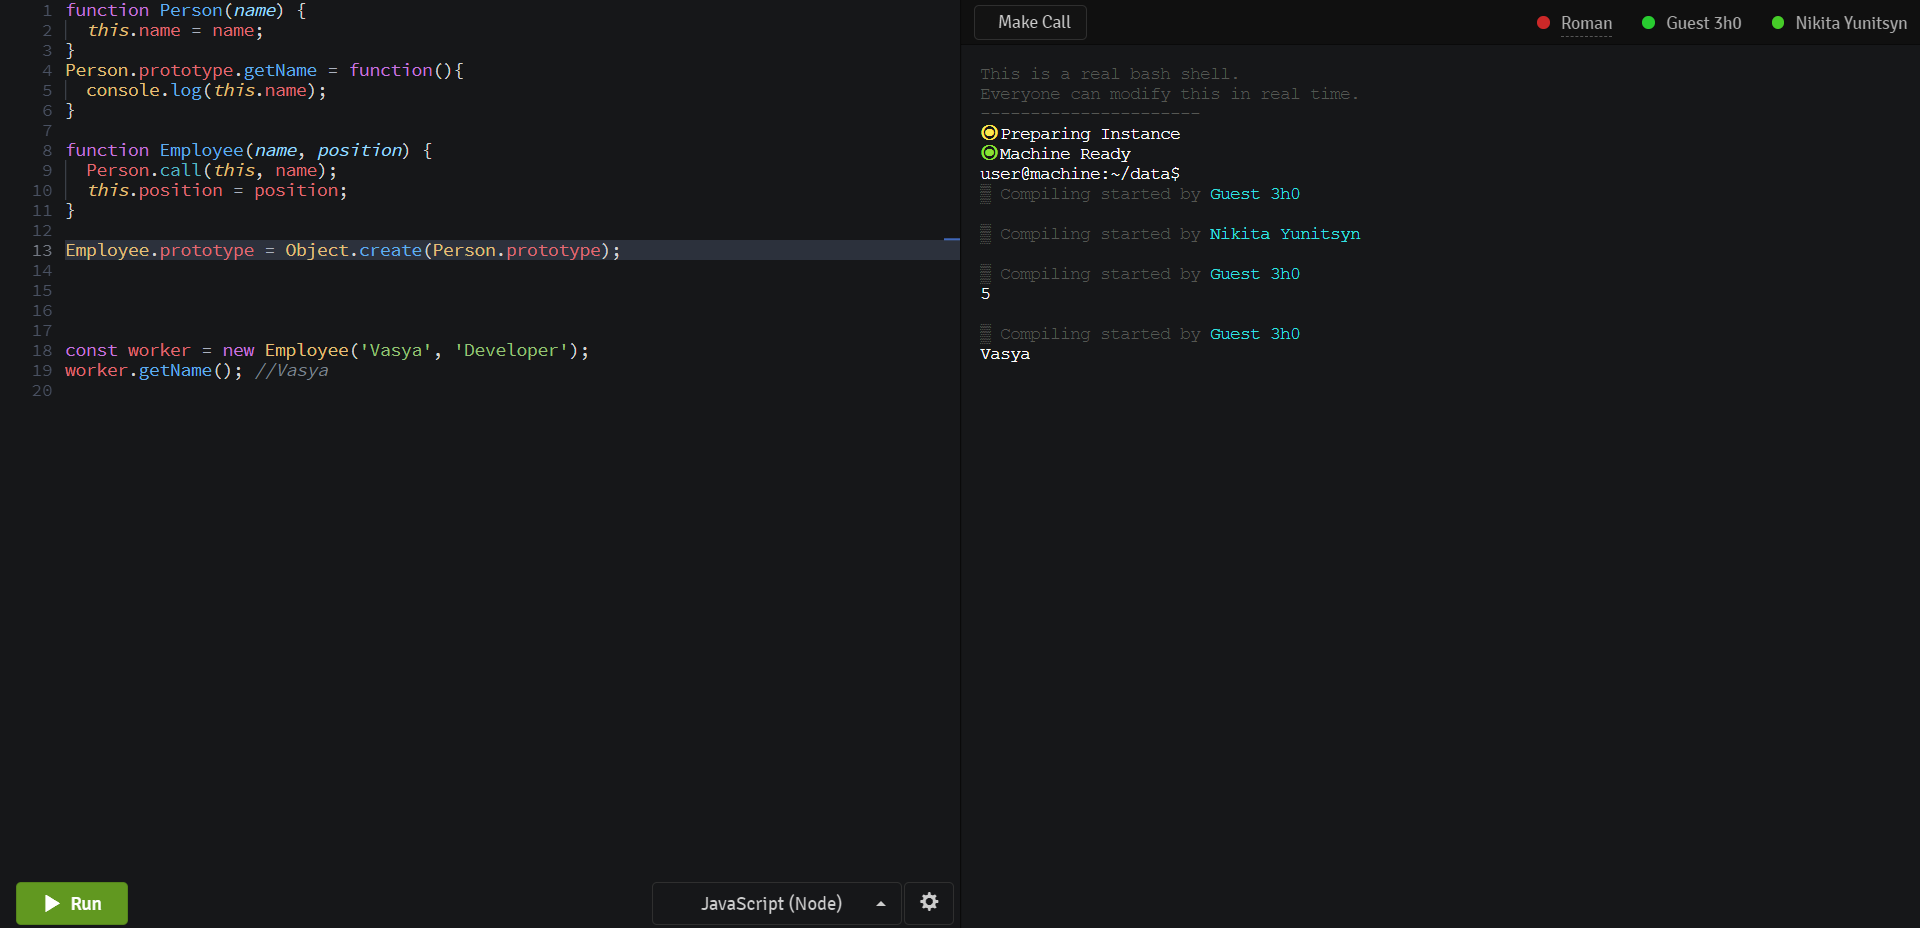 1 function Person(name) {
2 this.name = name;
3 }
4 Person.prototype.getName = function(){
5 console.log(this.name);
6 }
7
8 function Employee(name, position) {
9 Person.call(this, name);
10 this.position = position;
11 }
12
13 Employee.prototype = Object.create(Person.prototype);
14
15
16
17
18 const worker = new Employee('Vasya', 'Developer');
19 worker.getName(); //Vasya
20
Run
JavaScript (Node)
Make Call
Roman
Guest 3h0
Nikita Yunitsyn
This is a real bash shell.
Everyone can modify this in real time.
----------------------
Preparing Instance
Machine Ready
user@machine:~/data$
Compiling started by Guest 3h0
Compiling started by Nikita Yunitsyn
Compiling started by Guest 3h0
5
Compiling started by Guest 3h0
Vasya